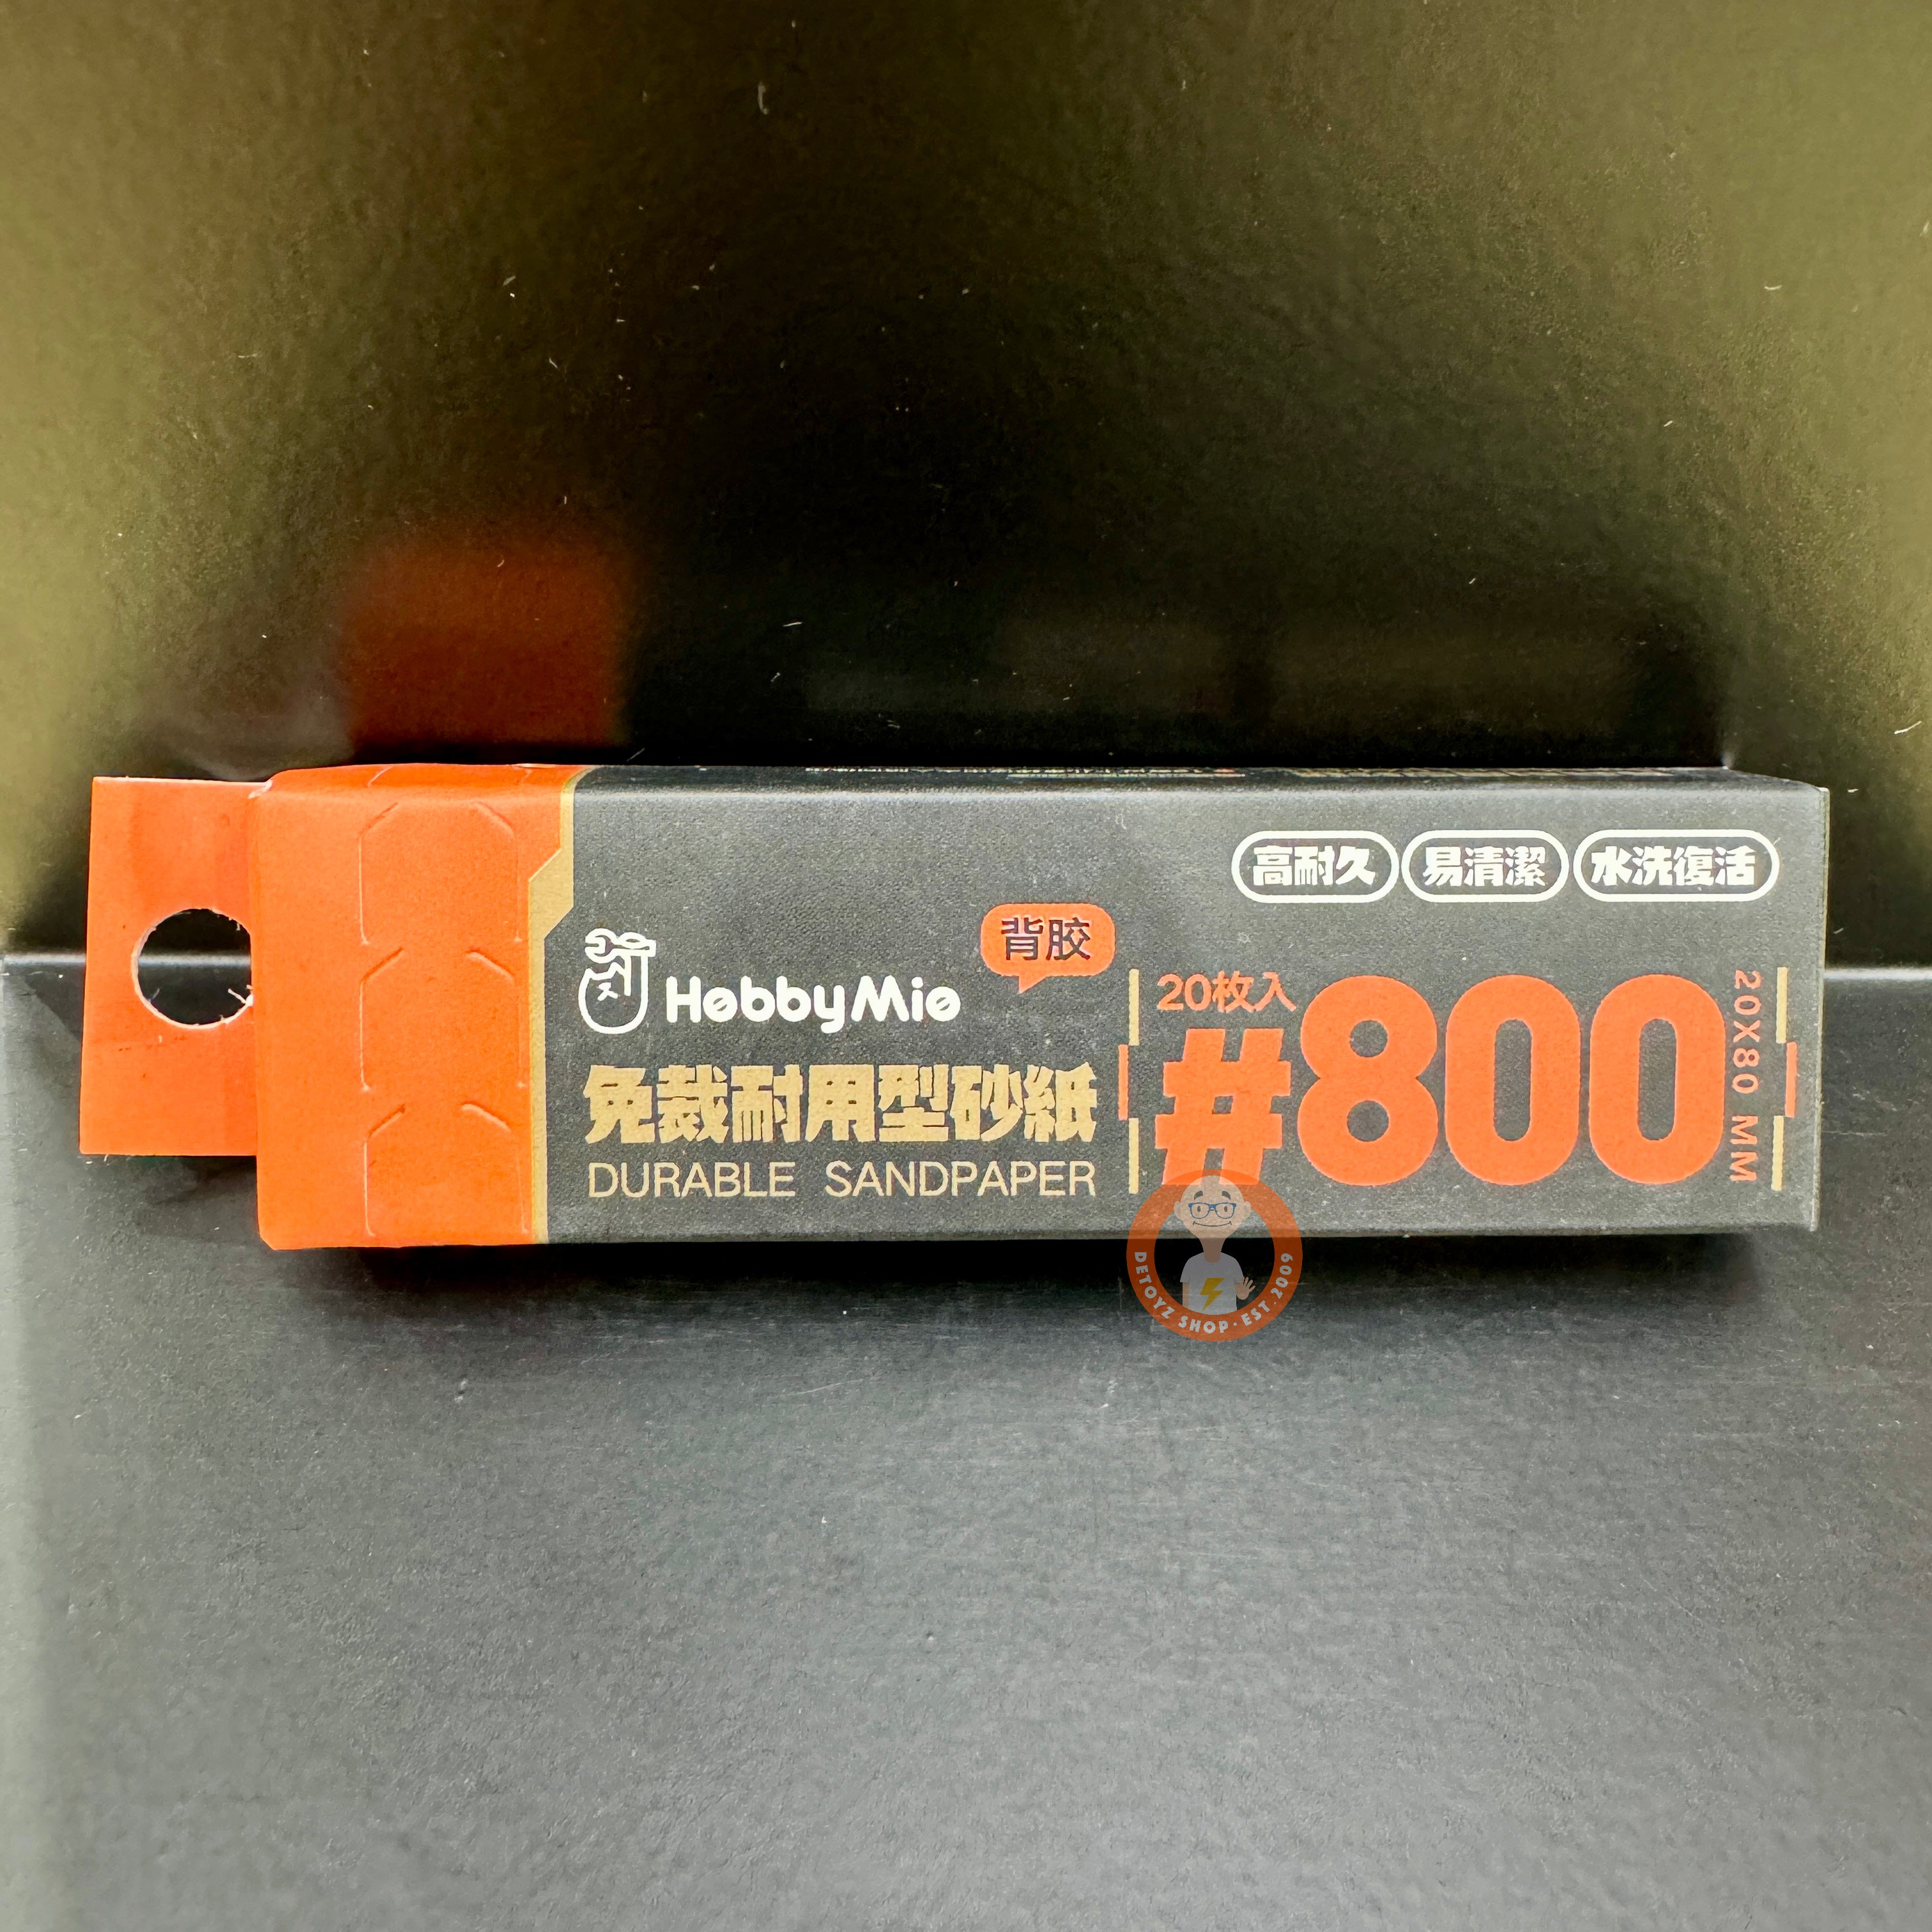 高耐久 易清潔 水洗復活
背胶
HobbyMio
20枚入
#800
20X80 MM
免裁耐用型砂紙
DURABLE SANDPAPER
DETOYZ SHOP · EST.2009